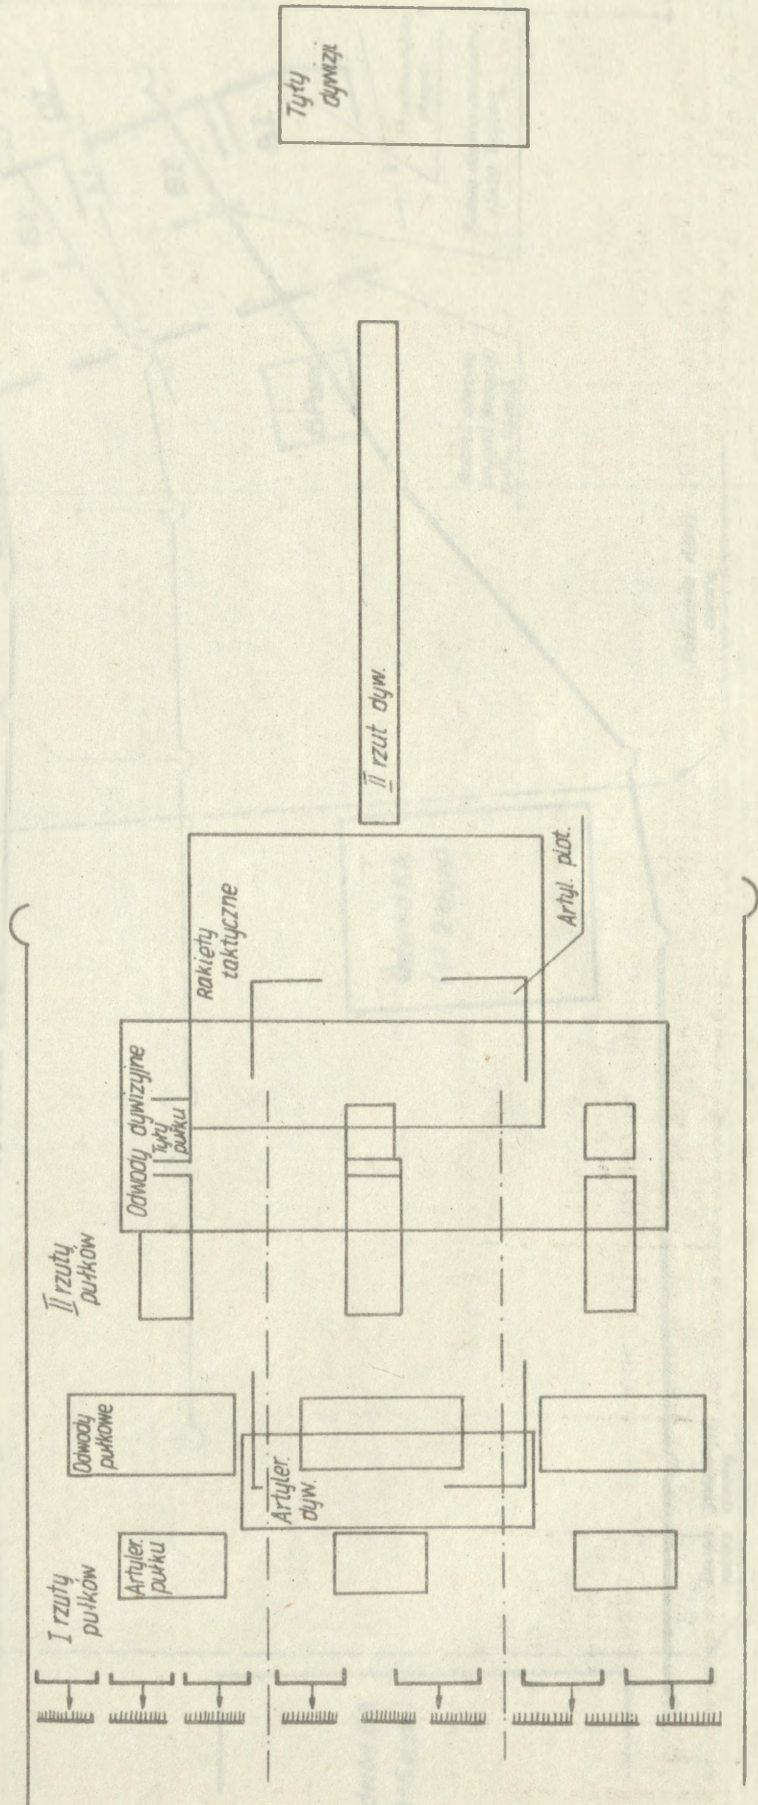 Tyły
dywizji
II rzut dyw.
Rakiety
taktyczne
Artyl. plot.
Odwody dywizyjne
Tyły
pułku
II rzuty
pułków
Odwody
pułkowe
Artyler.
dyw.
Artyler.
pułku
I rzuty
pułków